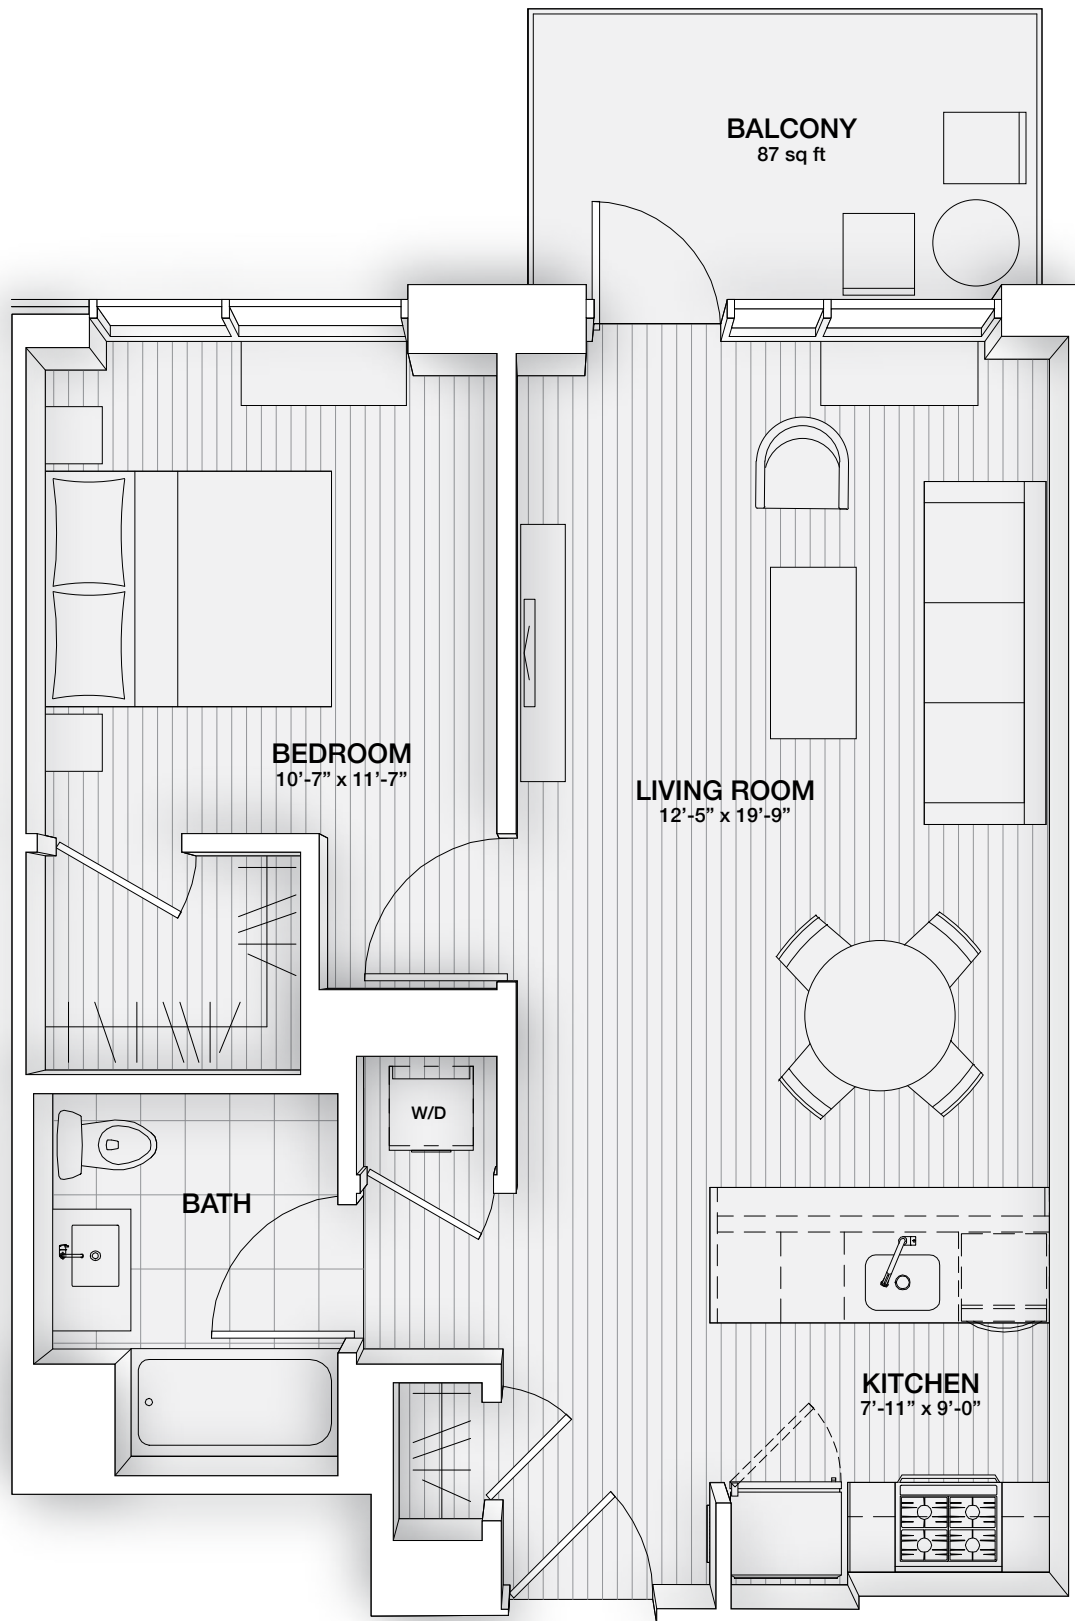 BALCONY
87 sq ft
BEDROOM
10’-7” x 11’-7”
LIVING ROOM
12’-5” x 19’-9”
W/D
BATH
KITCHEN
7’-11” x 9’-0”